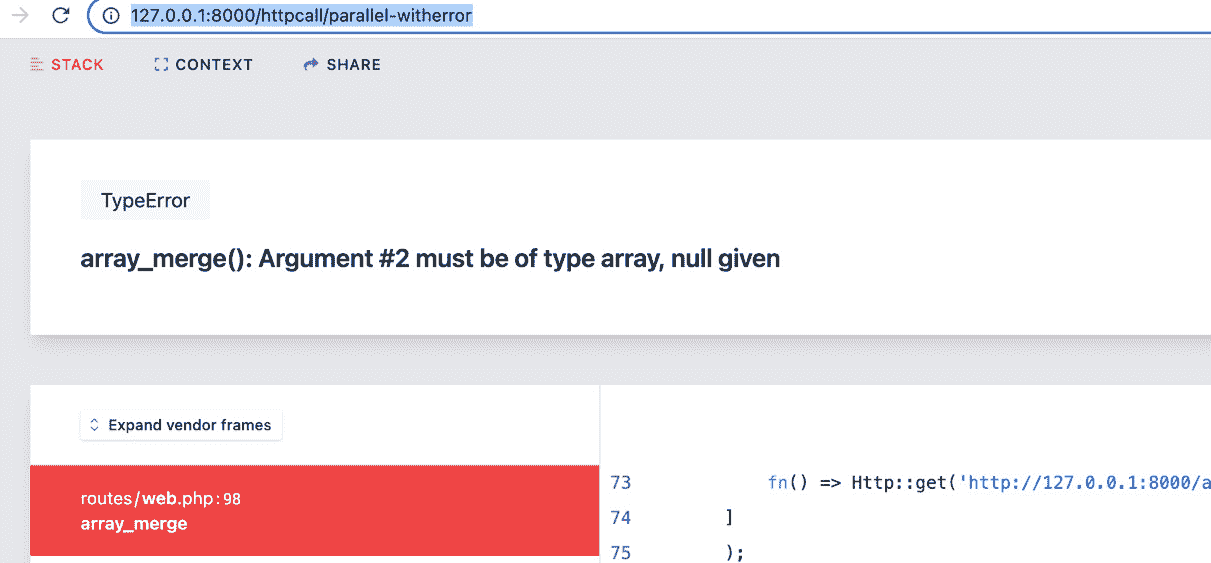 127.0.0.1:8000/httpcall/parallel-witherror
STACK CONTEXT SHARE
TypeError
array_merge(): Argument #2 must be of type array, null given
Expand vendor frames
routes/web.php:98
array_merge
73 fn() => Http::get('http://127.0.0.1:8000/a
74 ]
75 );